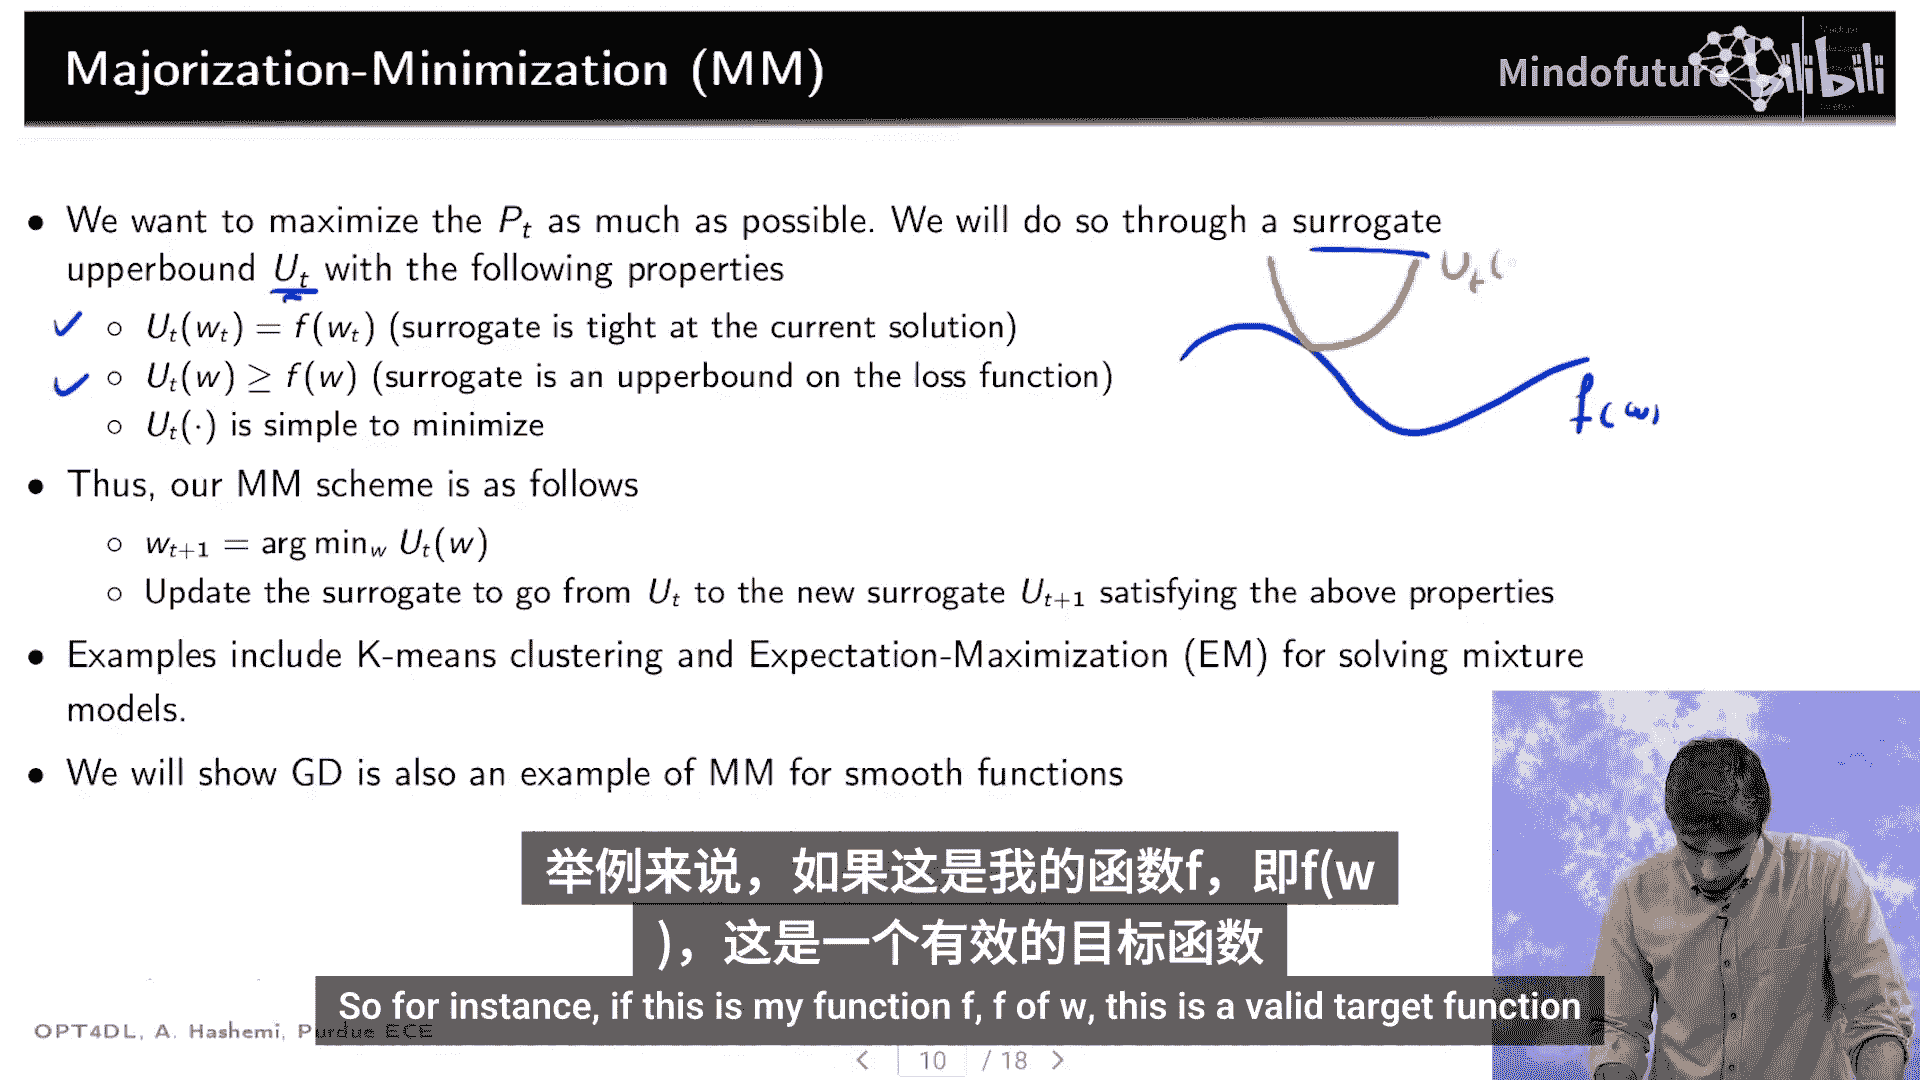 Majorization-Minimization (MM)
Mindofuture
bilibili
• We want to maximize the Pₜ as much as possible. We will do so through a surrogate
upperbound Uₜ with the following properties
Uₜ(
○ Uₜ(wₜ) = f(wₜ) (surrogate is tight at the current solution)
○ Uₜ(w) ≥ f(w) (surrogate is an upperbound on the loss function)
f(w)
○ Uₜ(·) is simple to minimize
• Thus, our MM scheme is as follows
○ wₜ₊₁ = arg min_w Uₜ(w)
○ Update the surrogate to go from Uₜ to the new surrogate Uₜ₊₁ satisfying the above properties
• Examples include K-means clustering and Expectation-Maximization (EM) for solving mixture
models.
• We will show GD is also an example of MM for smooth functions
举例来说，如果这是我的函数f，即f(w
)，这是一个有效的目标函数
So for instance, if this is my function f, f of w, this is a valid target function
OPT4DL, A. Hashemi, Purdue ECE
10 / 18